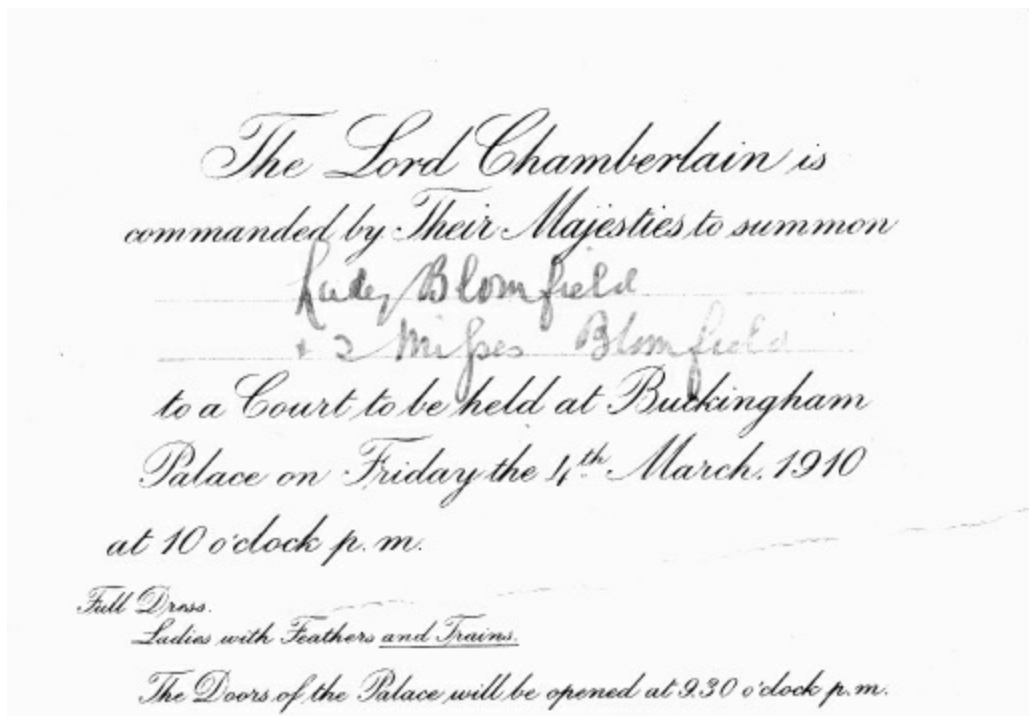 The Lord Chamberlain is
commanded by Their Majesties to summon
Lady Blomfield
+ 2 Misses Blomfield
to a Court to be held at Buckingham
Palace on Friday the 4th March. 1910
at 10 o'clock p.m.
Full Dress.
Ladies with Feathers and Trains.
The Doors of the Palace will be opened at 9.30 o'clock p.m.